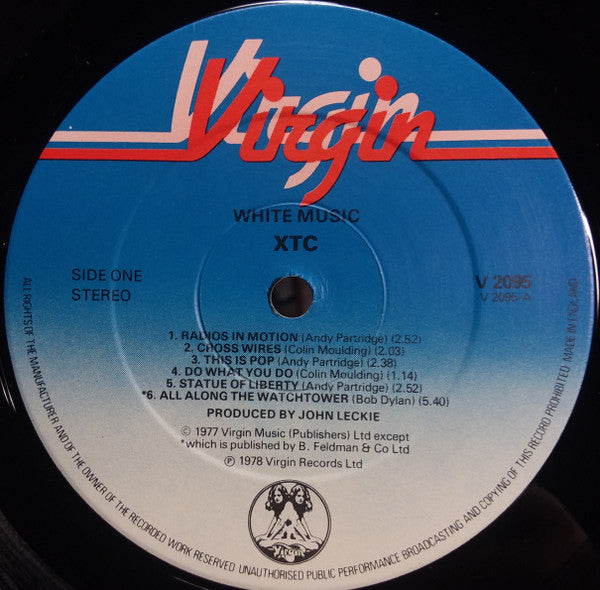 Virgin
WHITE MUSIC
XTC
SIDE ONE
STEREO
V 2095
V 2095-A
1. RADIOS IN MOTION (Andy Partridge) (2.52)
2. CROSS WIRES (Colin Moulding) (2.03)
3. THIS IS POP (Andy Partridge) (2.38)
4. DO WHAT YOU DO (Colin Moulding) (1.14)
5. STATUE OF LIBERTY (Andy Partridge) (2.52)
*6. ALL ALONG THE WATCHTOWER (Bob Dylan) (5.40)
PRODUCED BY JOHN LECKIE
© 1977 Virgin Music (Publishers) Ltd except
*which is published by B. Feldman & Co Ltd
℗ 1978 Virgin Records Ltd
Virgin
ALL RIGHTS OF THE MANUFACTURER AND OF THE OWNER OF THE RECORDED WORK RESERVED UNAUTHORISED PUBLIC PERFORMANCE BROADCASTING AND COPYING OF THIS RECORD PROHIBITED MADE IN ENGLAND